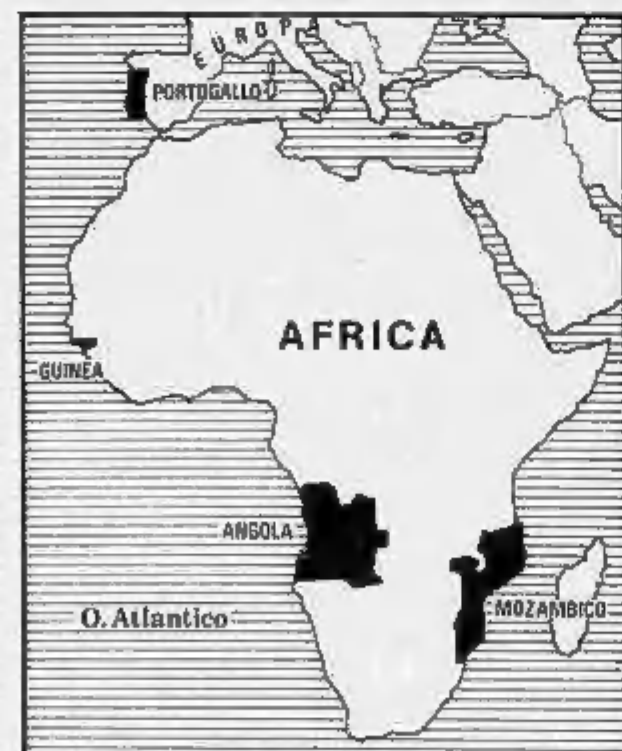 EUROPA
PORTOGALLO
AFRICA
GUINEA
ANGOLA
O. Atlantico
MOZAMBICO